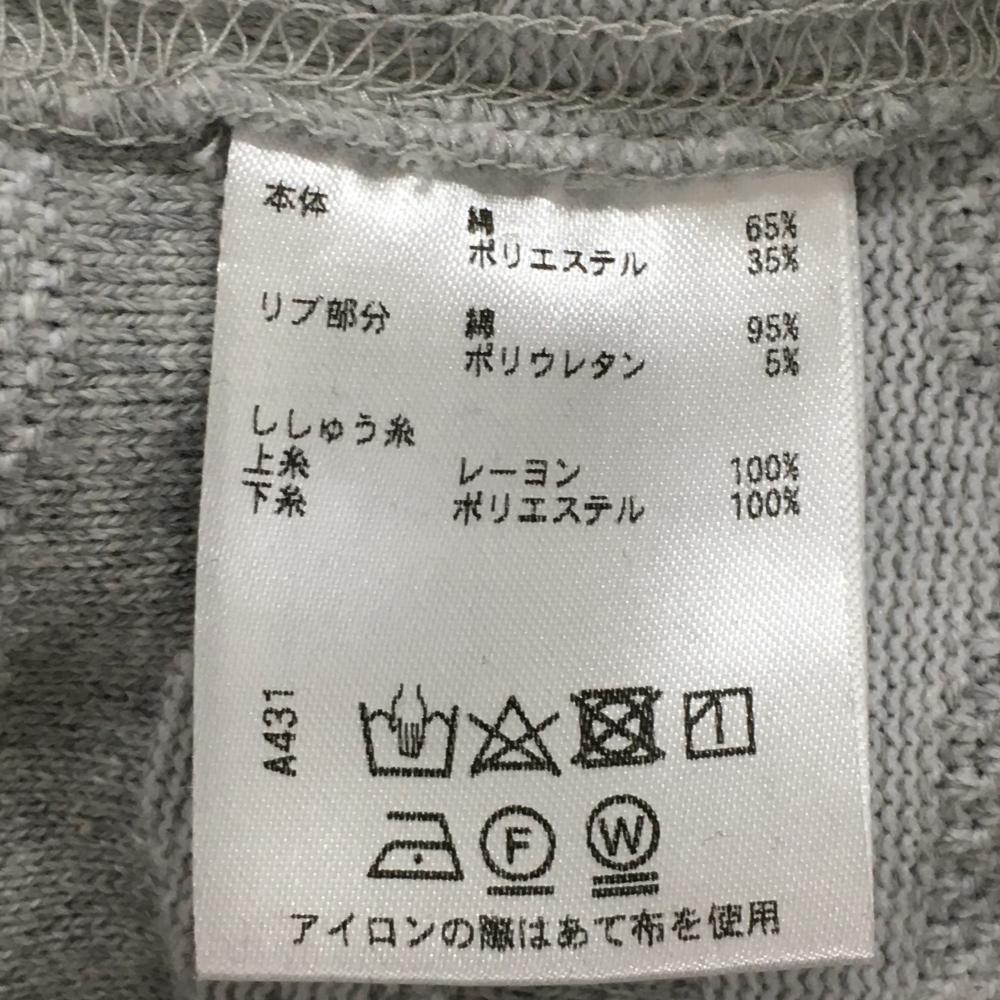 本体 綿 65%
ポリエステル 35%
リブ部分 綿 95%
ポリウレタン 5%
ししゅう糸
上糸 レーヨン 100%
下糸 ポリエステル 100%
A431
F W
アイロンの際はあて布を使用